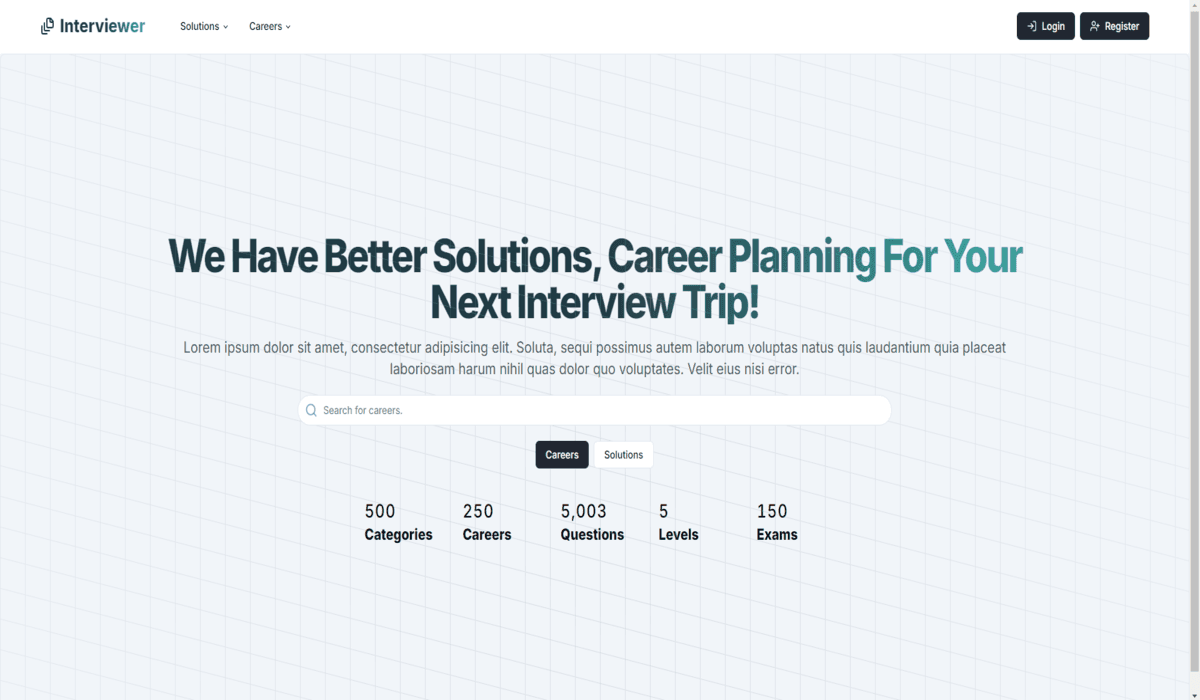 Interviewer
Solutions
Careers
Login
Register
We Have Better Solutions, Career Planning For Your
Next Interview Trip!
Lorem ipsum dolor sit amet, consectetur adipisicing elit. Soluta, sequi possimus autem laborum voluptas natus quis laudantium quia placeat
laboriosam harum nihil quas dolor quo voluptates. Velit eius nisi error.
Search for careers.
Careers
Solutions
500
Categories
250
Careers
5,003
Questions
5
Levels
150
Exams